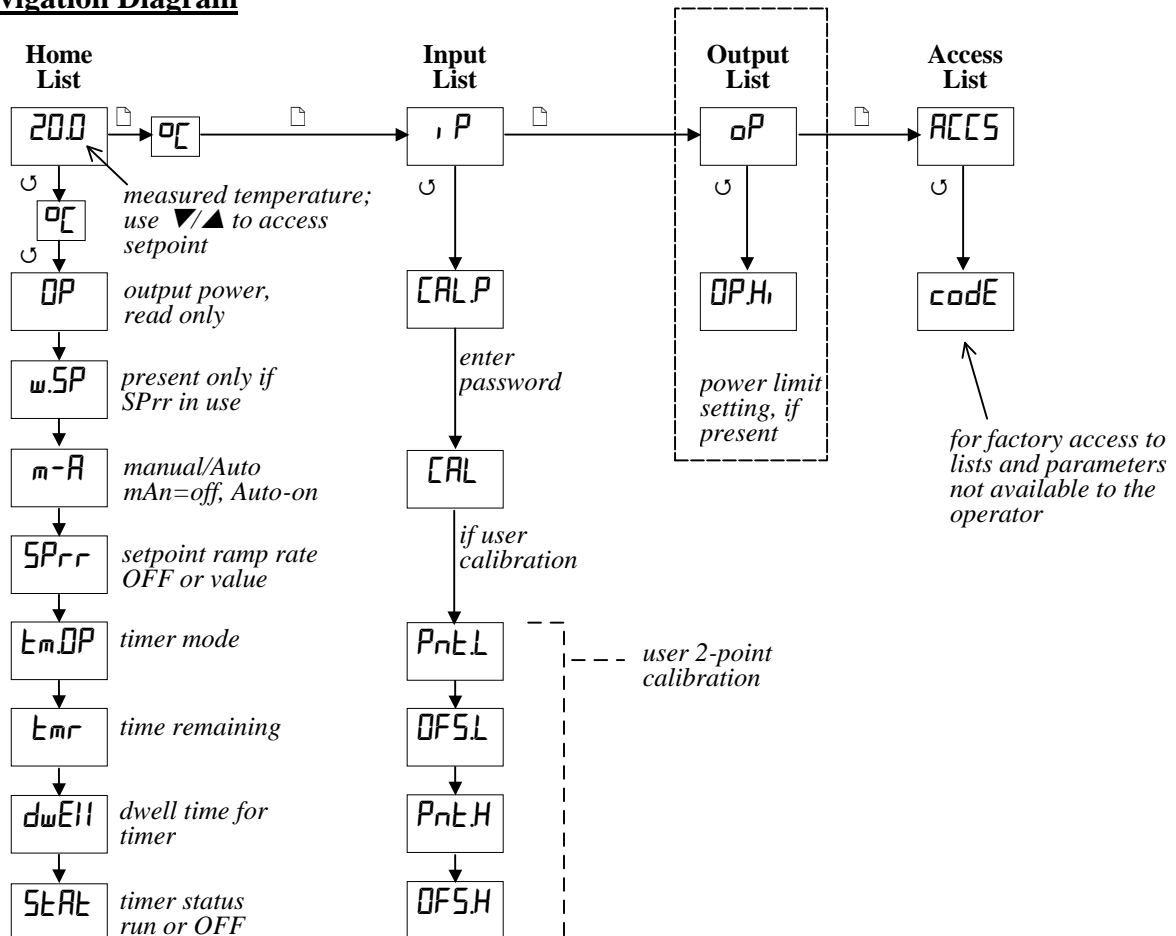 vigation Diagram
Home
List
Input
List
Output
List
Access
List
20.0
°C
ıP
oP
ACCS
measured temperature;
use ▼/▲ to access
setpoint
°C
OP
output power,
read only
CAL.P
OP.Hı
codE
enter
password
power limit
setting, if
present
for factory access to
lists and parameters
not available to the
operator
w.SP
present only if
SPrr in use
m-A
manual/Auto
mAn=off, Auto-on
CAL
if user
calibration
SPrr
setpoint ramp rate
OFF or value
tm.OP
timer mode
Pnt.L
user 2-point
calibration
tmr
time remaining
OFS.L
dwEll
dwell time for
timer
Pnt.H
StAt
timer status
run or OFF
OFS.H